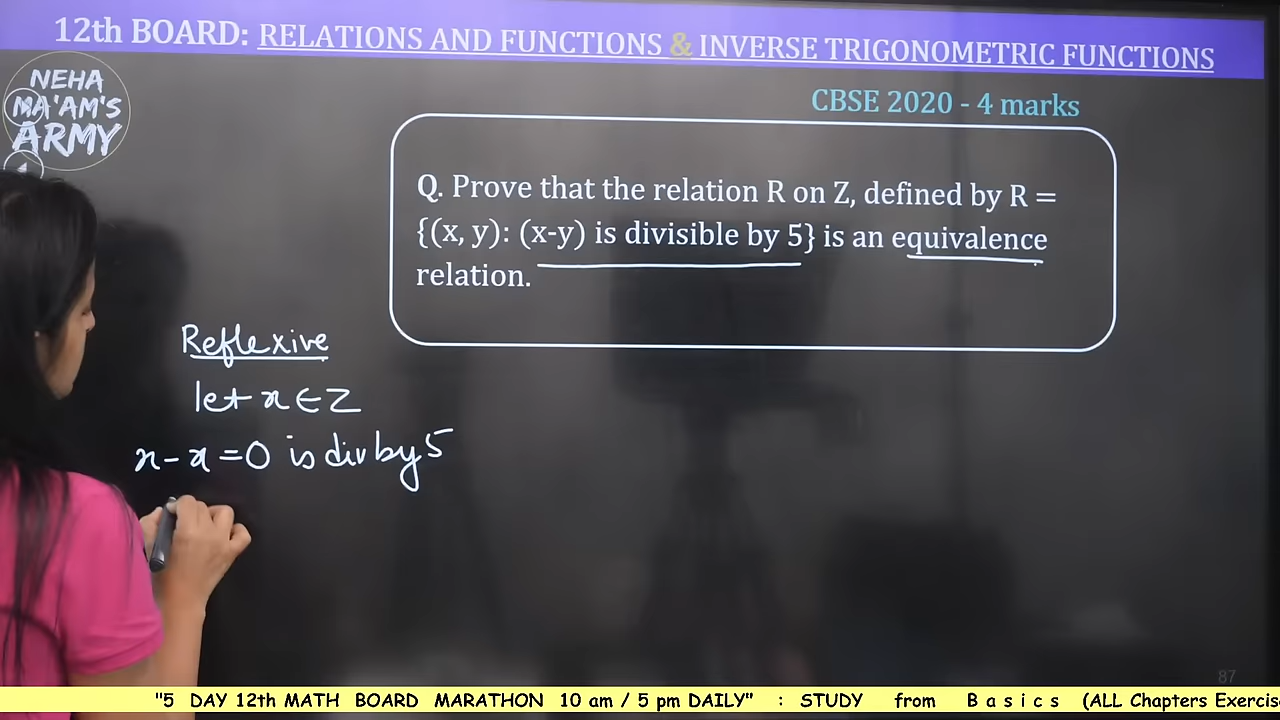 12th BOARD: RELATIONS AND FUNCTIONS & INVERSE TRIGONOMETRIC FUNCTIONS
NEHA
MA'AM'S
ARMY
CBSE 2020 - 4 marks
Q. Prove that the relation R on Z, defined by R =
{(x, y): (x-y) is divisible by 5} is an equivalence
relation.
Reflexive
let x ∈ Z
x - x = 0 is div by 5
87
"5 DAY 12th MATH BOARD MARATHON 10 am / 5 pm DAILY" : STUDY from Basics (ALL Chapters Exercis